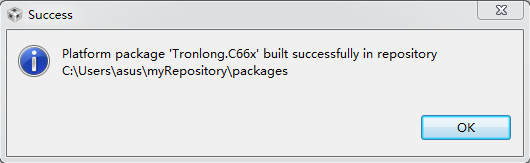 Success
Platform package 'Tronlong.C66x' built successfully in repository
C:\Users\asus\myRepository\packages
OK